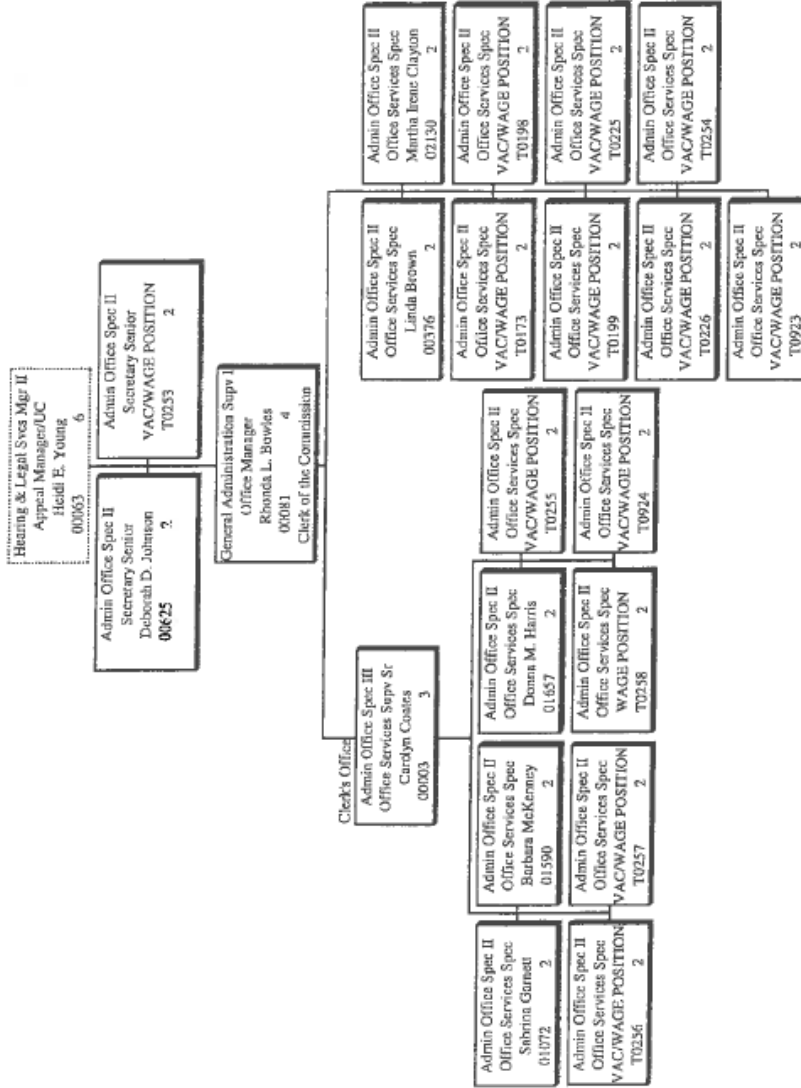 Hearing & Legal Svcs Mgr II
Appeal Manager/UC
Heidi E. Young
00063 6
Admin Office Spec II
Secretary Senior
Deborah D. Johnson
00625 2
Admin Office Spec II
Secretary Senior
VAC/WAGE POSITION
T0253 2
General Administration Supv I
Office Manager
Rhonda L. Bowles
00081 4
Clerk of the Commission
Clerk's Office
Admin Office Spec III
Office Services Supv Sr
Carolyn Coates
00003 3
Admin Office Spec II
Office Services Spec
Sabrina Garnett
01072 2
Admin Office Spec II
Office Services Spec
Barbara McKenney
01590 2
Admin Office Spec II
Office Services Spec
Donna M. Harris
01657 2
Admin Office Spec II
Office Services Spec
VAC/WAGE POSITION
T0255 2
Admin Office Spec II
Office Services Spec
VAC/WAGE POSITION
T0256 2
Admin Office Spec II
Office Services Spec
VAC/WAGE POSITION
T0257 2
Admin Office Spec II
Office Services Spec
WAGE POSITION
T0258 2
Admin Office Spec II
Office Services Spec
VAC/WAGE POSITION
T0924 2
Admin Office Spec II
Office Services Spec
Linda Brown
00376 2
Admin Office Spec II
Office Services Spec
Martha Irene Clayton
02130 2
Admin Office Spec II
Office Services Spec
VAC/WAGE POSITION
T0173 2
Admin Office Spec II
Office Services Spec
VAC/WAGE POSITION
T0198 2
Admin Office Spec II
Office Services Spec
VAC/WAGE POSITION
T0199 2
Admin Office Spec II
Office Services Spec
VAC/WAGE POSITION
T0225 2
Admin Office Spec II
Office Services Spec
VAC/WAGE POSITION
T0226 2
Admin Office Spec II
Office Services Spec
VAC/WAGE POSITION
T0254 2
Admin Office Spec II
Office Services Spec
VAC/WAGE POSITION
T0923 2